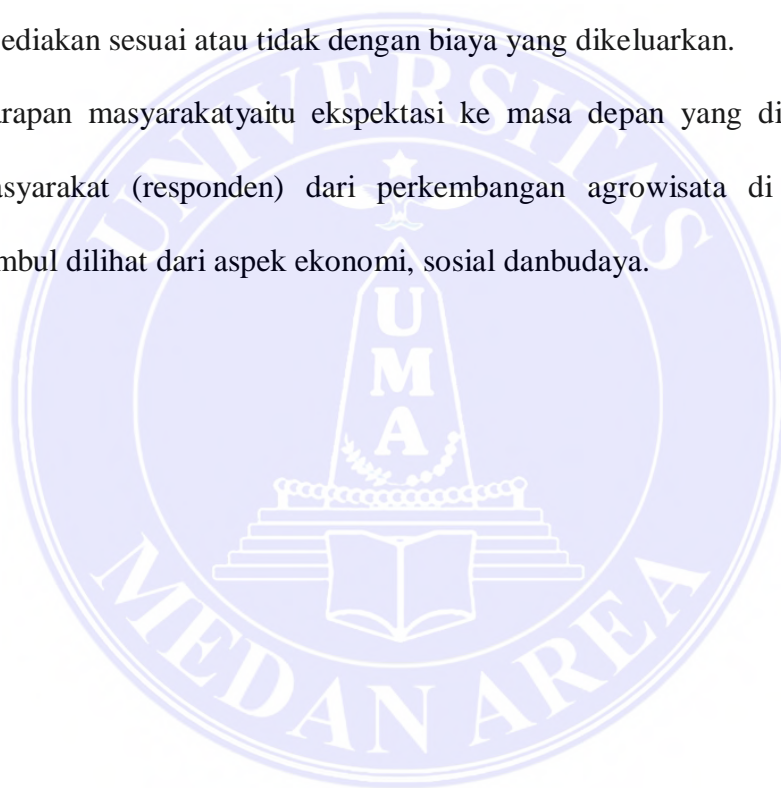 ediakan sesuai atau tidak dengan biaya yang dikeluarkan.
arapan masyarakatyaitu ekspektasi ke masa depan yang di
asyarakat (responden) dari perkembangan agrowisata di
mbul dilihat dari aspek ekonomi, sosial danbudaya.
UNIVERSITAS
UMA
MEDAN AREA